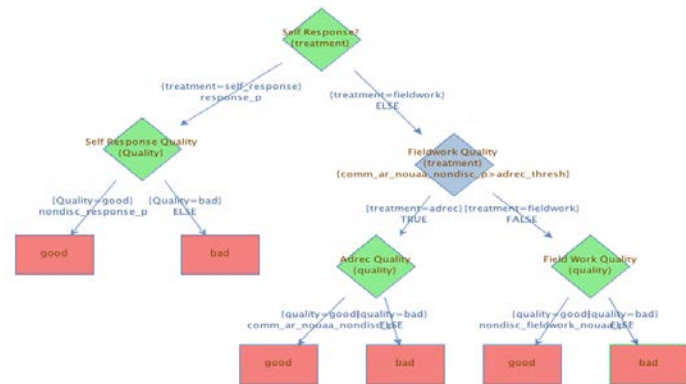 Self Response?
(treatment)
{treatment=self_response}
response_p
{treatment=fieldwork}
ELSE
Self Response Quality
(Quality)
Fieldwork Quality
(treatment)
{comm_ar_nouaa_nondisc_p>adrec_thresh}
{Quality=good}
nondisc_response_p
{Quality=bad}
ELSE
{treatment=adrec}
TRUE
{treatment=fieldwork}
FALSE
good
bad
Adrec Quality
(quality)
Field Work Quality
(quality)
{quality=good}
comm_ar_nouaa_nondisc_p
{quality=bad}
ELSE
{quality=good}
nondisc_fieldwork_nouaa_p
{quality=bad}
ELSE
good
bad
good
bad